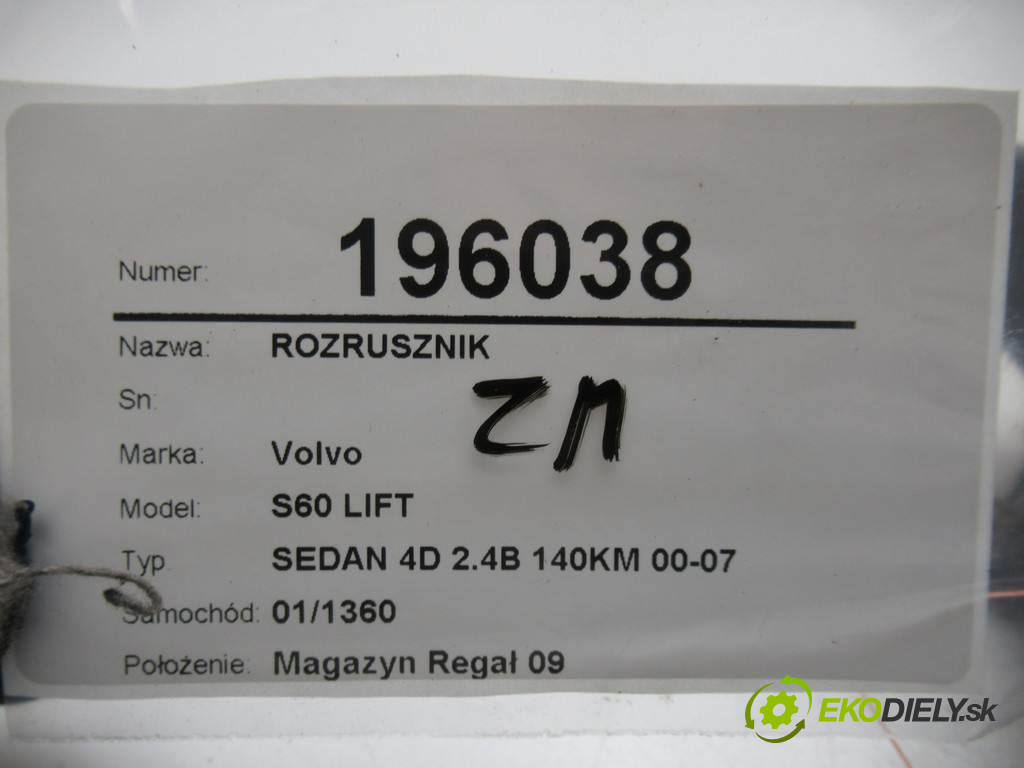 Numer: 196038
Nazwa: ROZRUSZNIK
Sn:
ZM
Marka: Volvo
Model: S60 LIFT
Typ SEDAN 4D 2.4B 140KM 00-07
Samochód: 01/1360
Położenie: Magazyn Regał 09
EKODIELY.sk